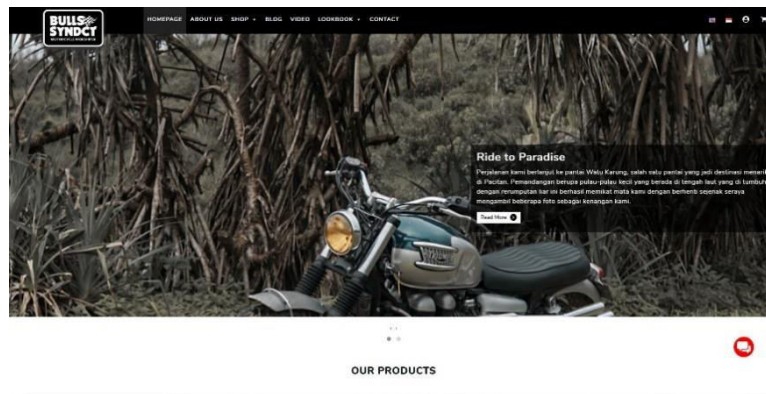 BULLS
SYNDCT
HOMEPAGE ABOUT US SHOP BLOG VIDEO LOOKBOOK CONTACT
Ride to Paradise
Perjalanan kami berlanjut ke pantai Watu Karung, salah satu pantai yang jadi destinasi menarik
di Pacitan. Pemandangan berupa pulau-pulau kecil yang berada di tengah laut yang di tumbuh
dengan rerumputan liar ini berhasil memikat mata kami dengan berhenti sejenak seraya
mengambil beberapa foto sebagai kenangan kami.
Read More
OUR PRODUCTS